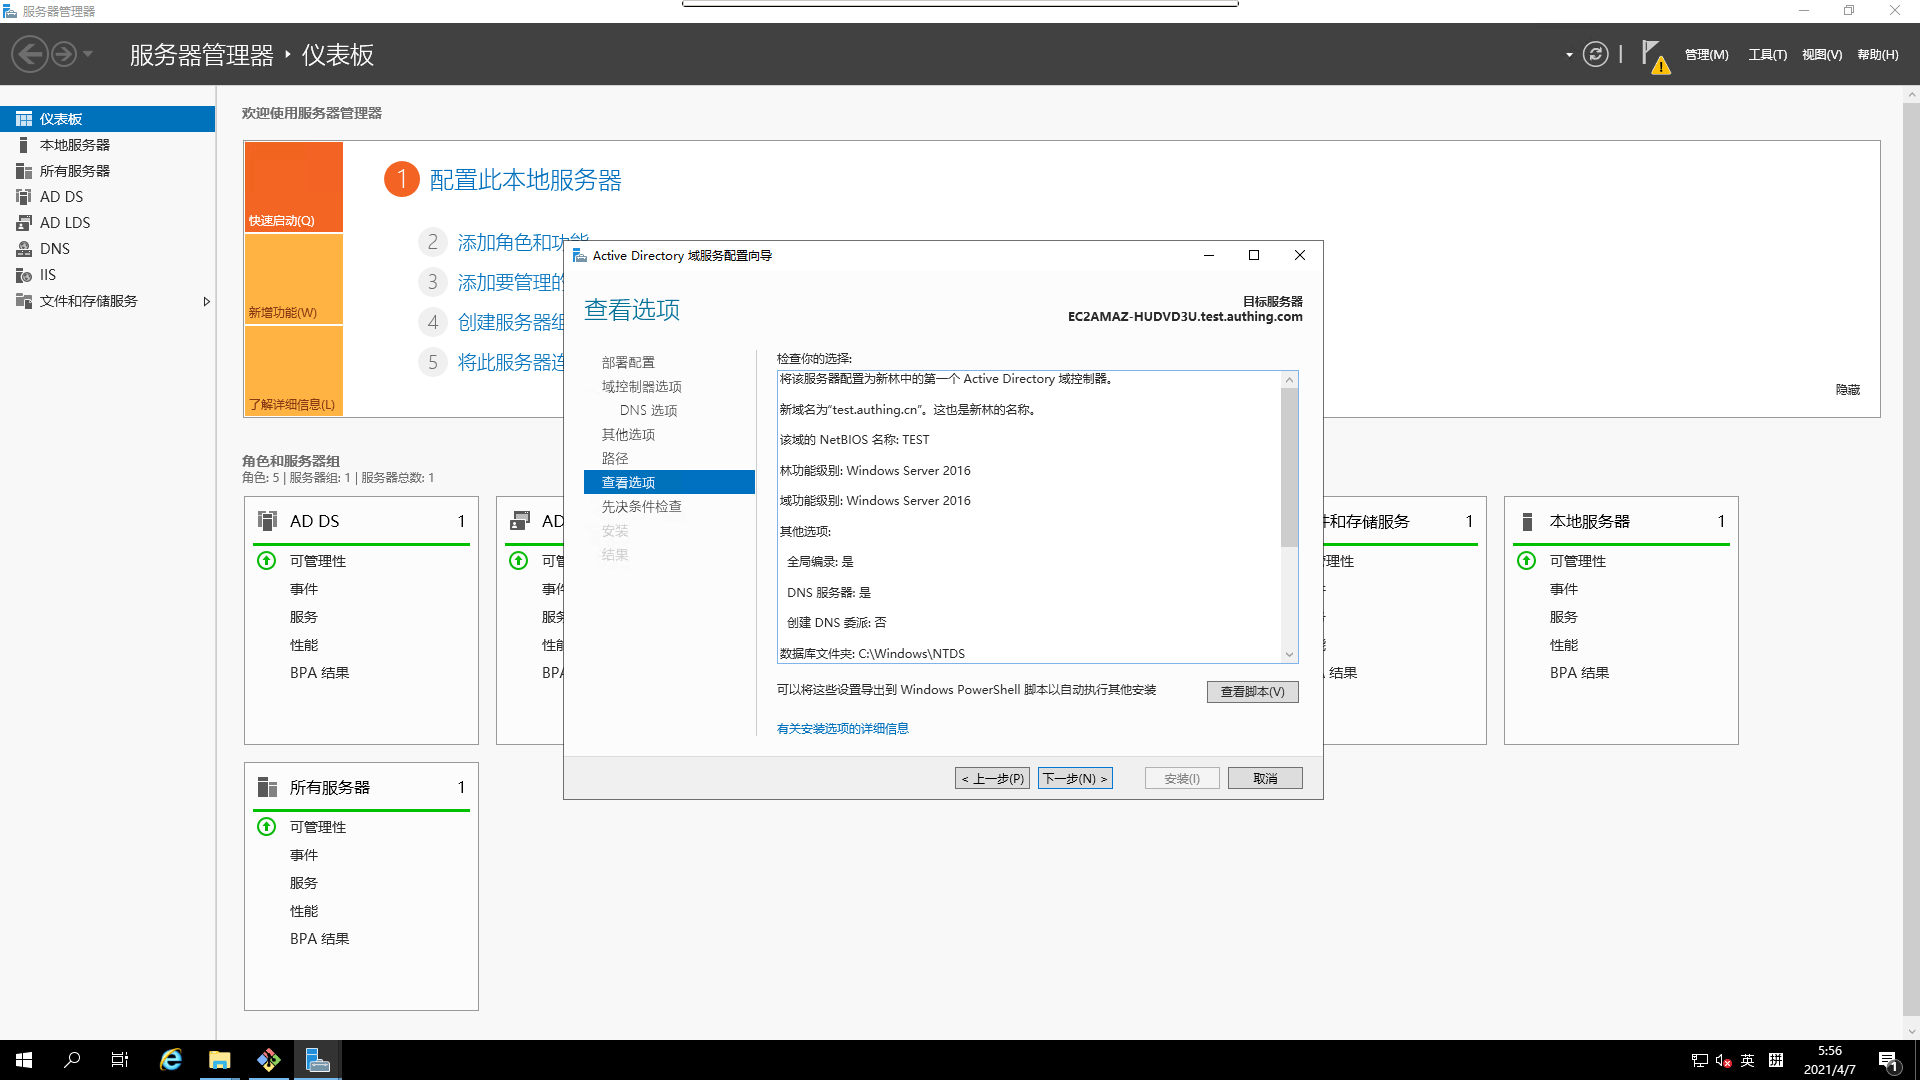 服务器管理器
服务器管理器 ‣ 仪表板
管理(M)
工具(T)
视图(V)
帮助(H)
仪表板
本地服务器
所有服务器
AD DS
AD LDS
DNS
IIS
文件和存储服务
欢迎使用服务器管理器
快速启动(Q)
新增功能(W)
了解详细信息(L)
1 配置此本地服务器
2 添加角色和功能
3 添加要管理的
4 创建服务器组
5 将此服务器连
隐藏
角色和服务器组
角色: 5 | 服务器组: 1 | 服务器总数: 1
AD DS 1
可管理性
事件
服务
性能
BPA 结果
AD
可管
事件
服务
性能
BPA
件和存储服务 1
理性
结果
本地服务器 1
可管理性
事件
服务
性能
BPA 结果
所有服务器 1
可管理性
事件
服务
性能
BPA 结果
Active Directory 域服务配置向导
查看选项
目标服务器
EC2AMAZ-HUDVD3U.test.authing.com
部署配置
域控制器选项
DNS 选项
其他选项
路径
查看选项
先决条件检查
安装
结果
检查你的选择:
将该服务器配置为新林中的第一个 Active Directory 域控制器。
新域名为“test.authing.cn”。这也是新林的名称。
该域的 NetBIOS 名称: TEST
林功能级别: Windows Server 2016
域功能级别: Windows Server 2016
其他选项:
全局编录: 是
DNS 服务器: 是
创建 DNS 委派: 否
数据库文件夹: C:\Windows\NTDS
可以将这些设置导出到 Windows PowerShell 脚本以自动执行其他安装
查看脚本(V)
有关安装选项的详细信息
< 上一步(P)
下一步(N) >
安装(I)
取消
英
5:56
2021/4/7
1